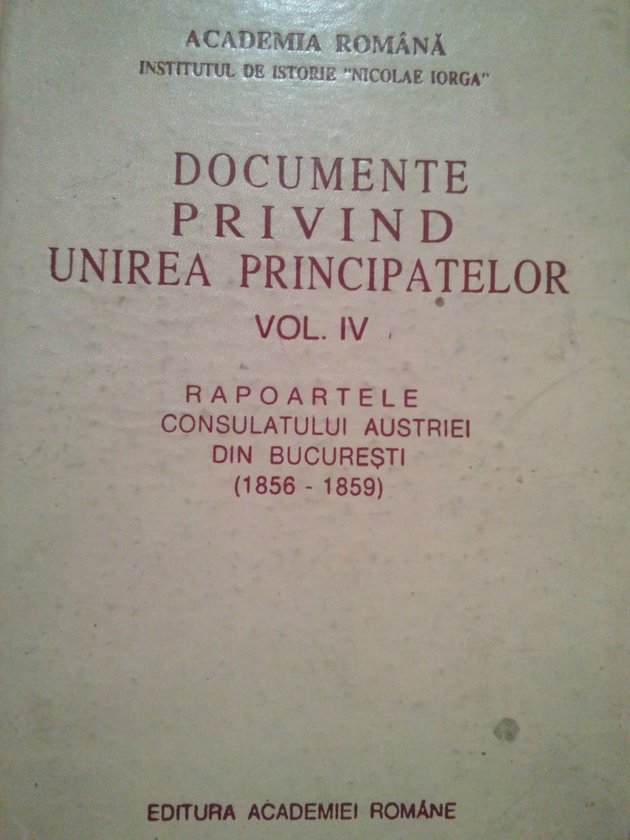 ACADEMIA ROMÂNĂ
INSTITUTUL DE ISTORIE "NICOLAE IORGA"
DOCUMENTE
PRIVIND
UNIREA PRINCIPATELOR
VOL. IV
RAPOARTELE
CONSULATULUI AUSTRIEI
DIN BUCUREȘTI
(1856 - 1859)
EDITURA ACADEMIEI ROMÂNE